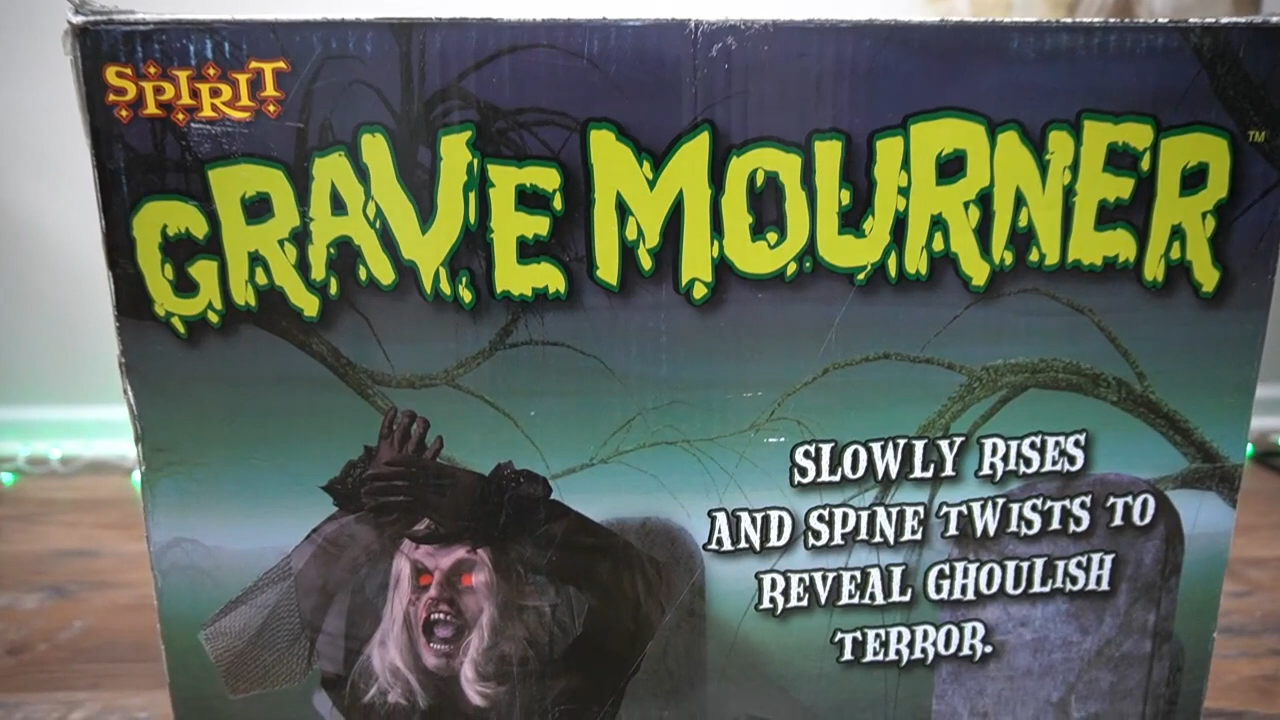 SPIRIT
GRAVE MOURNER ™
SLOWLY RISES
AND SPINE TWISTS TO
REVEAL GHOULISH
TERROR.